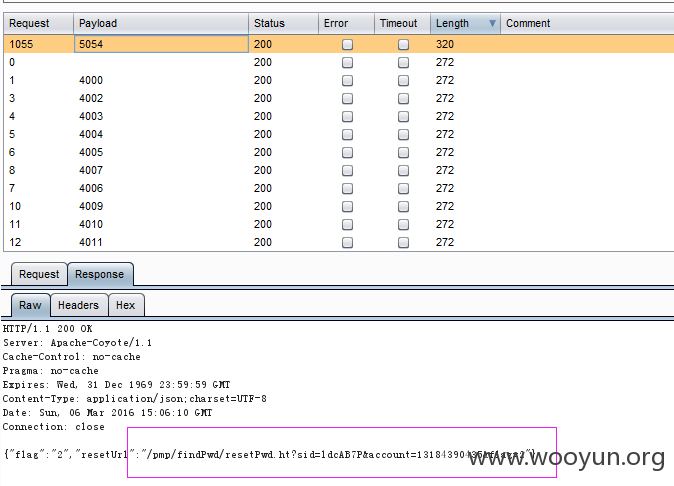 Request Payload Status Error Timeout Length Comment
1055 5054 200 320
0 200 272
1 4000 200 272
3 4002 200 272
4 4003 200 272
5 4004 200 272
6 4005 200 272
8 4007 200 272
7 4006 200 272
10 4009 200 272
11 4010 200 272
12 4011 200 272
Request Response
Raw Headers Hex
HTTP/1.1 200 OK
Server: Apache-Coyote/1.1
Cache-Control: no-cache
Pragma: no-cache
Expires: Wed, 31 Dec 1969 23:59:59 GMT
Content-Type: application/json;charset=UTF-8
Date: Sun, 06 Mar 2016 15:06:10 GMT
Connection: close
{"flag":"2","resetUrl":"/pmp/findPwd/resetPwd.ht?sid=1dcAB7P&account=13184390435&flag=2"}
www.wooyun.org